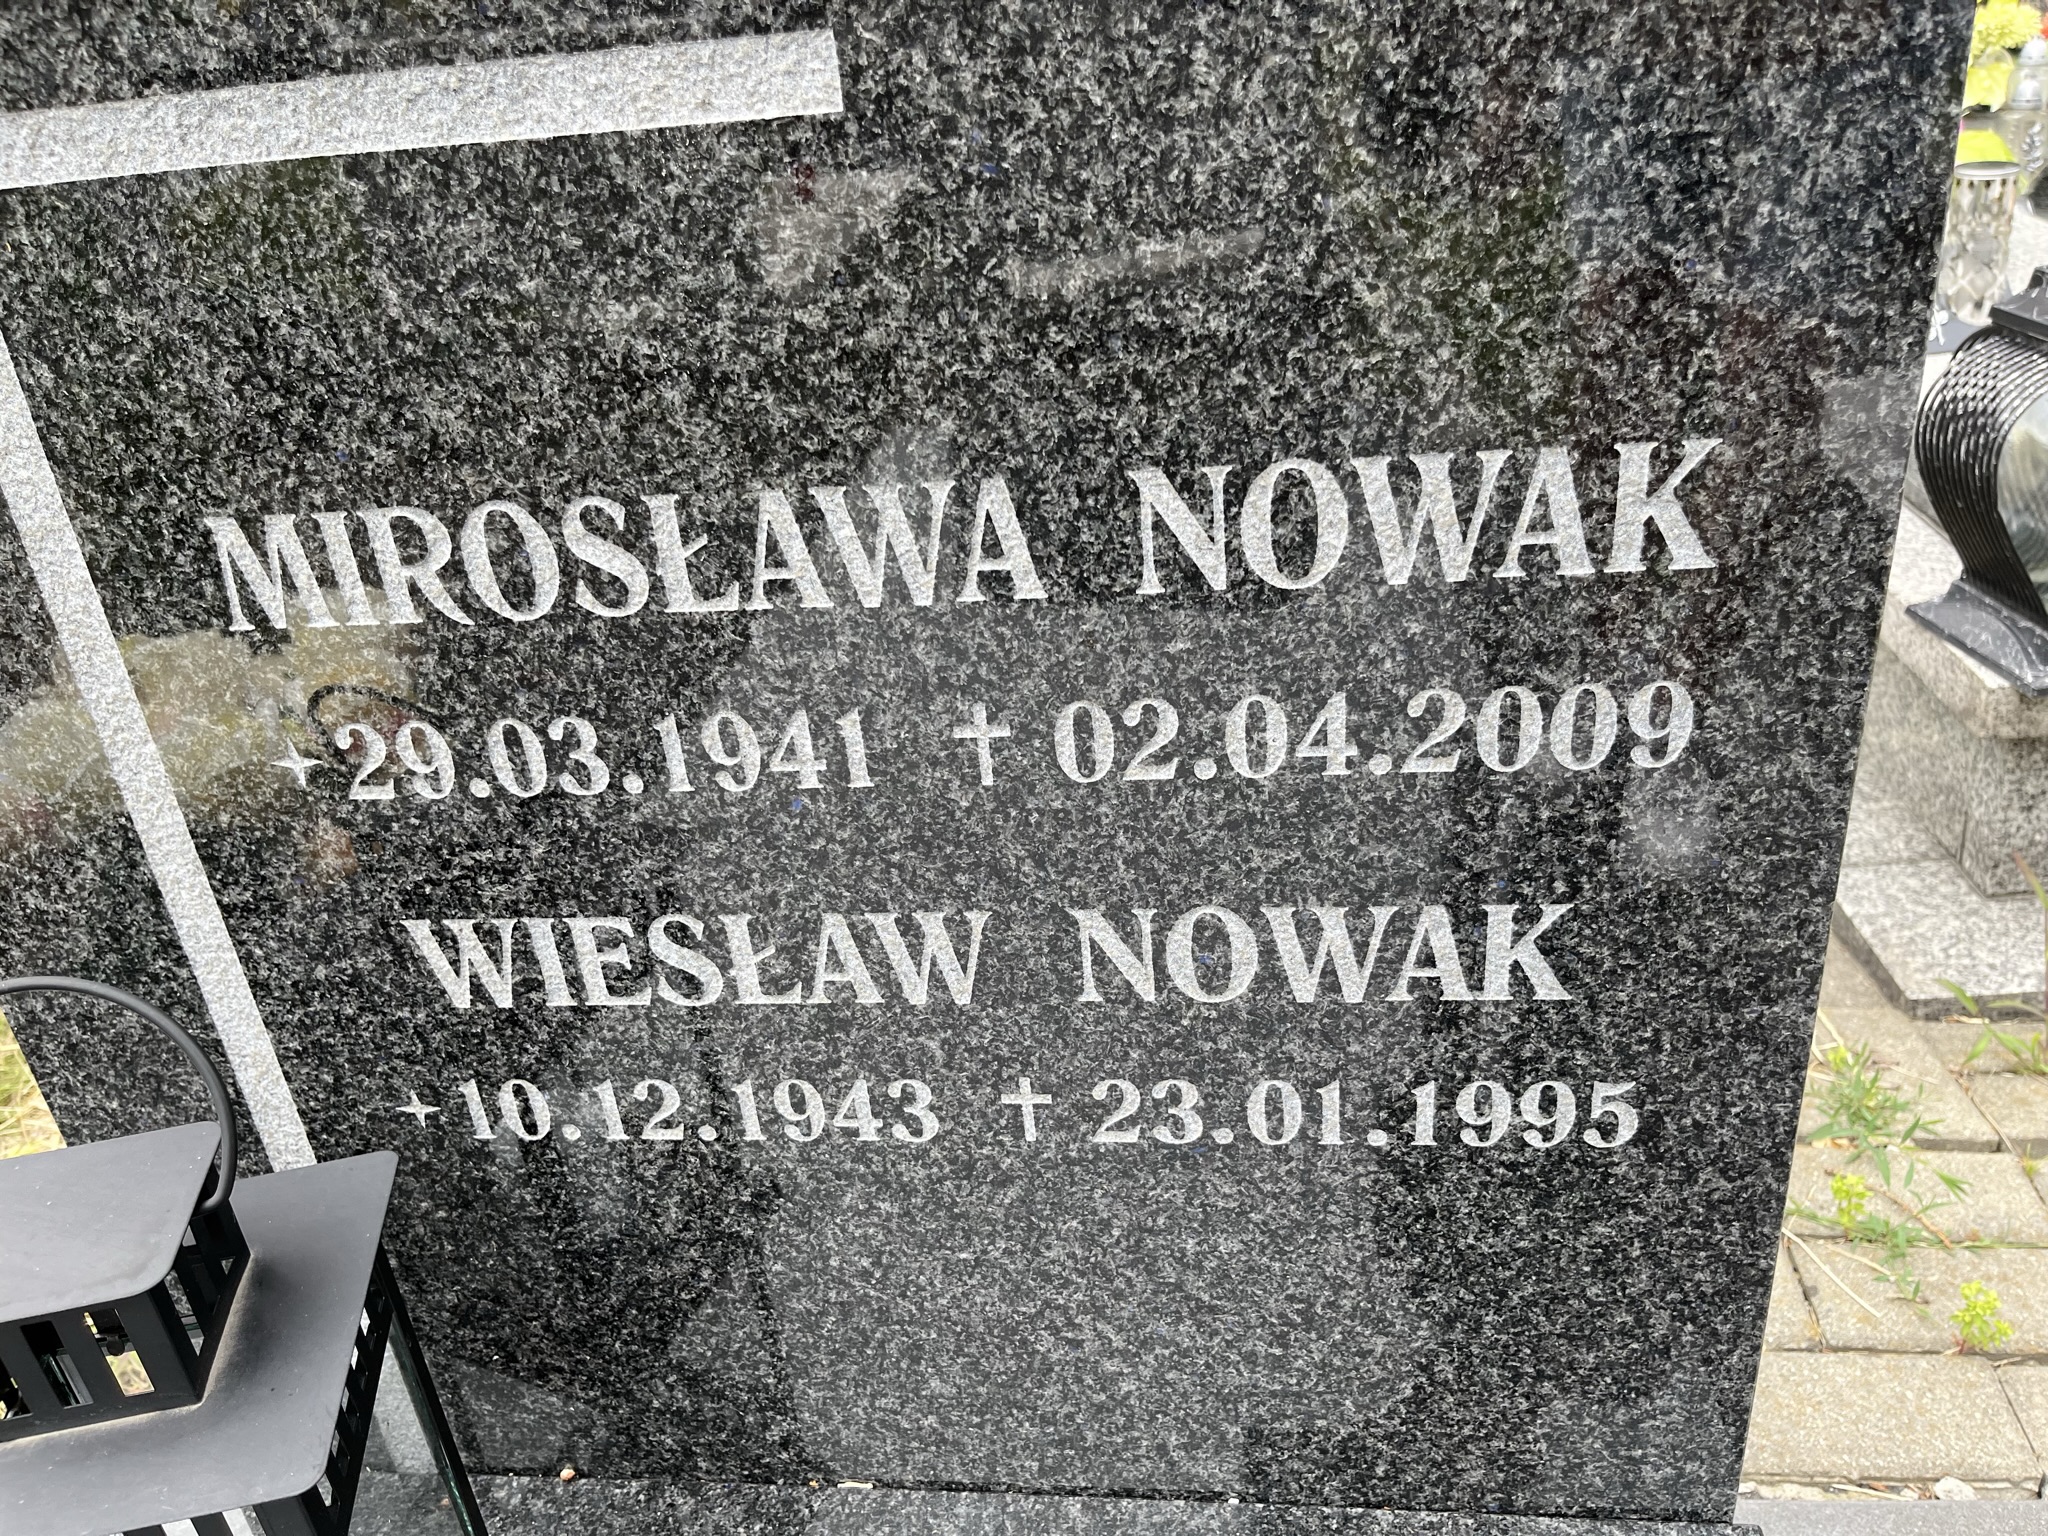 MIROSŁAWA NOWAK
29.03.1941 † 02.04.2009
WIESŁAW NOWAK
10.12.1943 † 23.01.1995